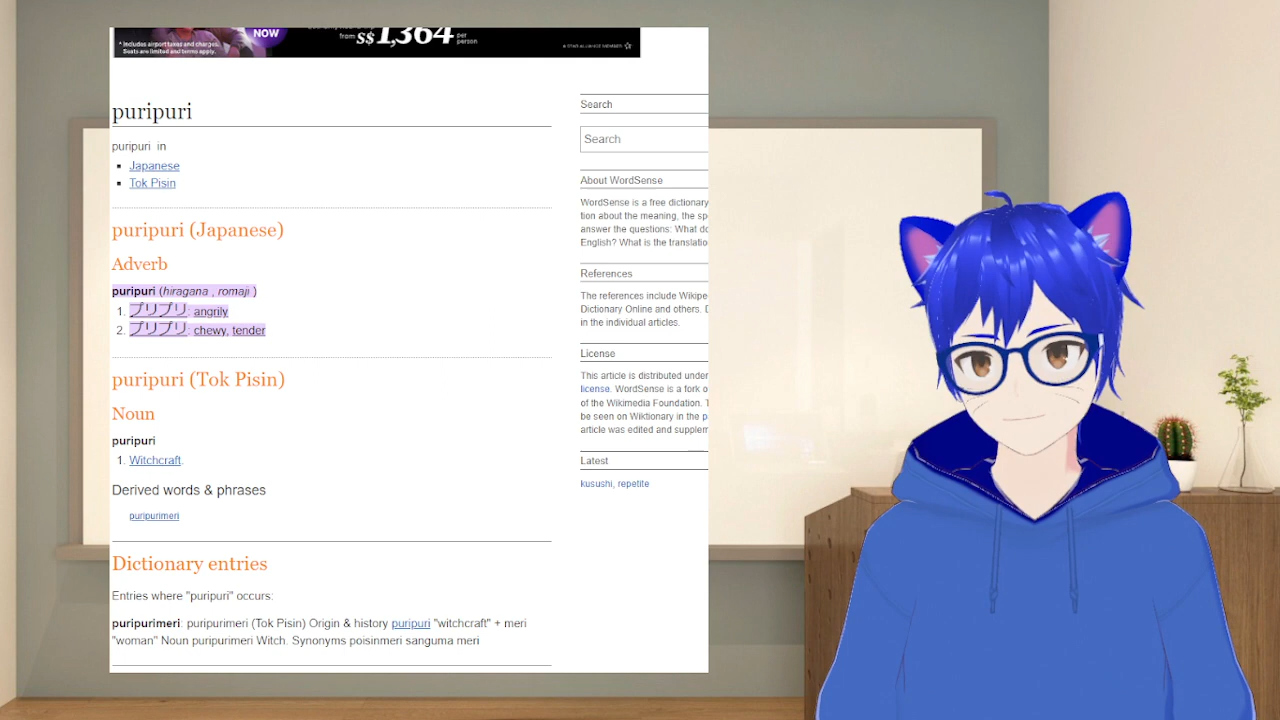 NOW
from S$1,364 per person
* Includes airport taxes and charges.
Seats are limited and terms apply.
A STAR ALLIANCE MEMBER
puripuri
puripuri in
Japanese
Tok Pisin
puripuri (Japanese)
Adverb
puripuri (hiragana , romaji )
1. プリプリ: angrily
2. プリプリ: chewy, tender
puripuri (Tok Pisin)
Noun
puripuri
1. Witchcraft.
Derived words & phrases
puripurimeri
Dictionary entries
Entries where "puripuri" occurs:
puripurimeri: puripurimeri (Tok Pisin) Origin & history puripuri "witchcraft" + meri
"woman" Noun puripurimeri Witch. Synonyms poisinmeri sanguma meri
Search
Search
About WordSense
WordSense is a free dictionary
tion about the meaning, the sp
answer the questions: What do
English? What is the translatio
References
The references include Wikipe
Dictionary Online and others. D
in the individual articles.
License
This article is distributed under
license. WordSense is a fork o
of the Wikimedia Foundation. T
be seen on Wiktionary in the p
article was edited and supplem
Latest
kusushi, repetite